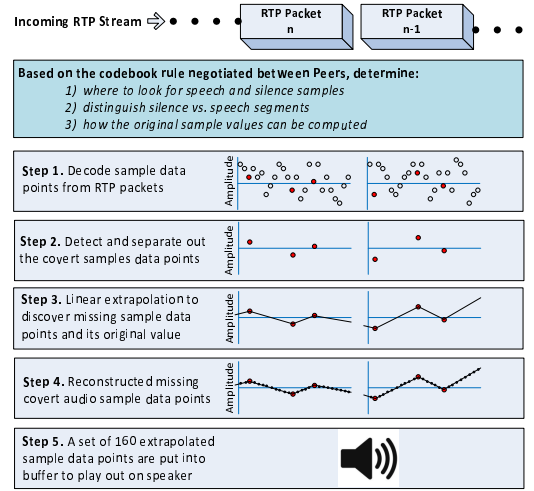 Incoming RTP Stream
RTP Packet
n
RTP Packet
n-1
Based on the codebook rule negotiated between Peers, determine:
1) where to look for speech and silence samples
2) distinguish silence vs. speech segments
3) how the original sample values can be computed
Step 1. Decode sample data
points from RTP packets
Amplitude
Step 2. Detect and separate out
the covert samples data points
Amplitude
Step 3. Linear extrapolation to
discover missing sample data
points and its original value
Amplitude
Step 4. Reconstructed missing
covert audio sample data points
Amplitude
Step 5. A set of 160 extrapolated
sample data points are put into
buffer to play out on speaker